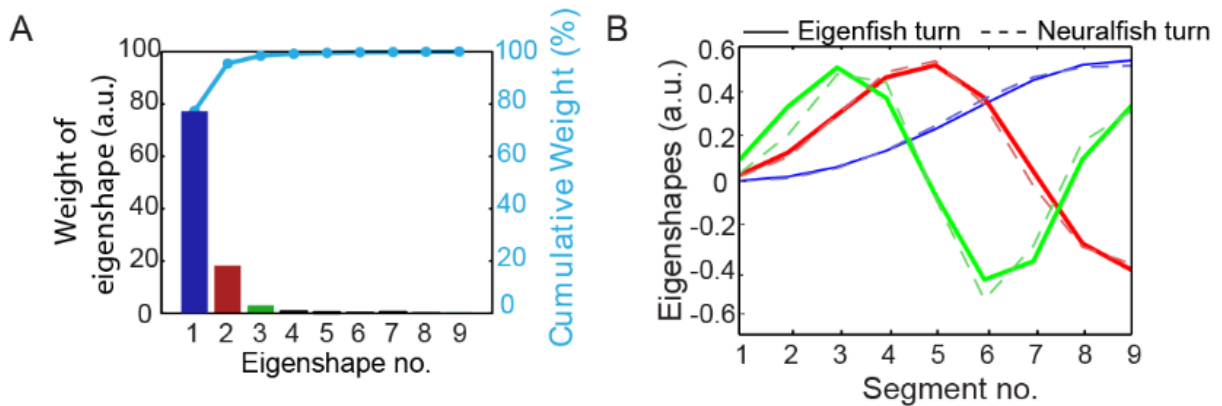 A
Weight of
eigenshape (a.u.)
100
80
60
40
20
0
1 2 3 4 5 6 7 8 9
Eigenshape no.
100
80
60
40
20
0
Cumulative Weight (%)
B
Eigenfish turn
Neuralfish turn
Eigenshapes (a.u.)
0.6
0.4
0.2
0
-0.2
-0.4
-0.6
1 2 3 4 5 6 7 8 9
Segment no.